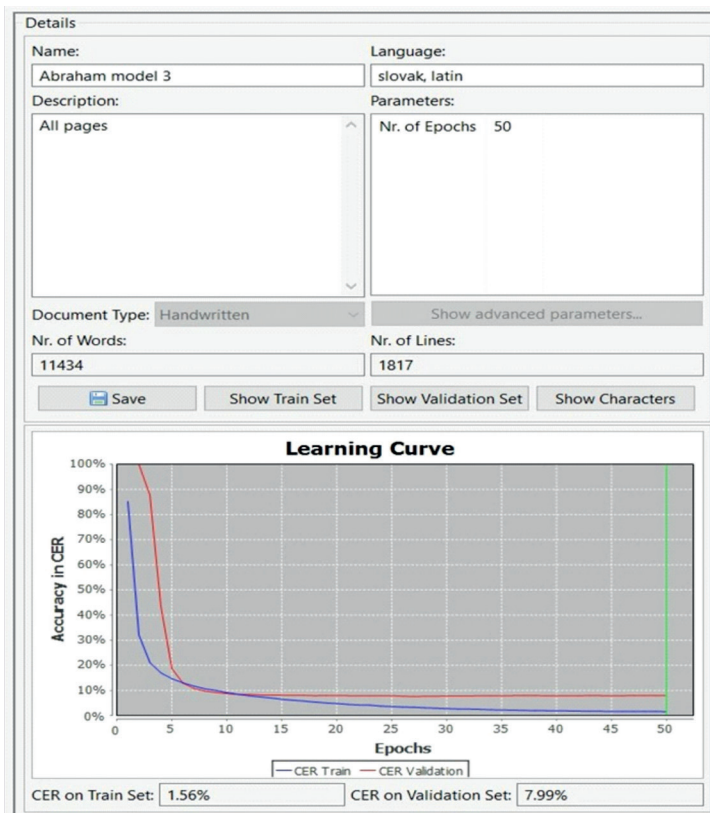 Details
Name: Language:
Abraham model 3 slovak, latin
Description: Parameters:
All pages Nr. of Epochs 50
Document Type: Handwritten Show advanced parameters...
Nr. of Words: Nr. of Lines:
11434 1817
Save Show Train Set Show Validation Set Show Characters
Learning Curve
100%
90%
80%
70%
60%
50%
40%
30%
20%
10%
0%
Accuracy in CER
0 5 10 15 20 25 30 35 40 45 50
Epochs
CER Train CER Validation
CER on Train Set: 1.56% CER on Validation Set: 7.99%